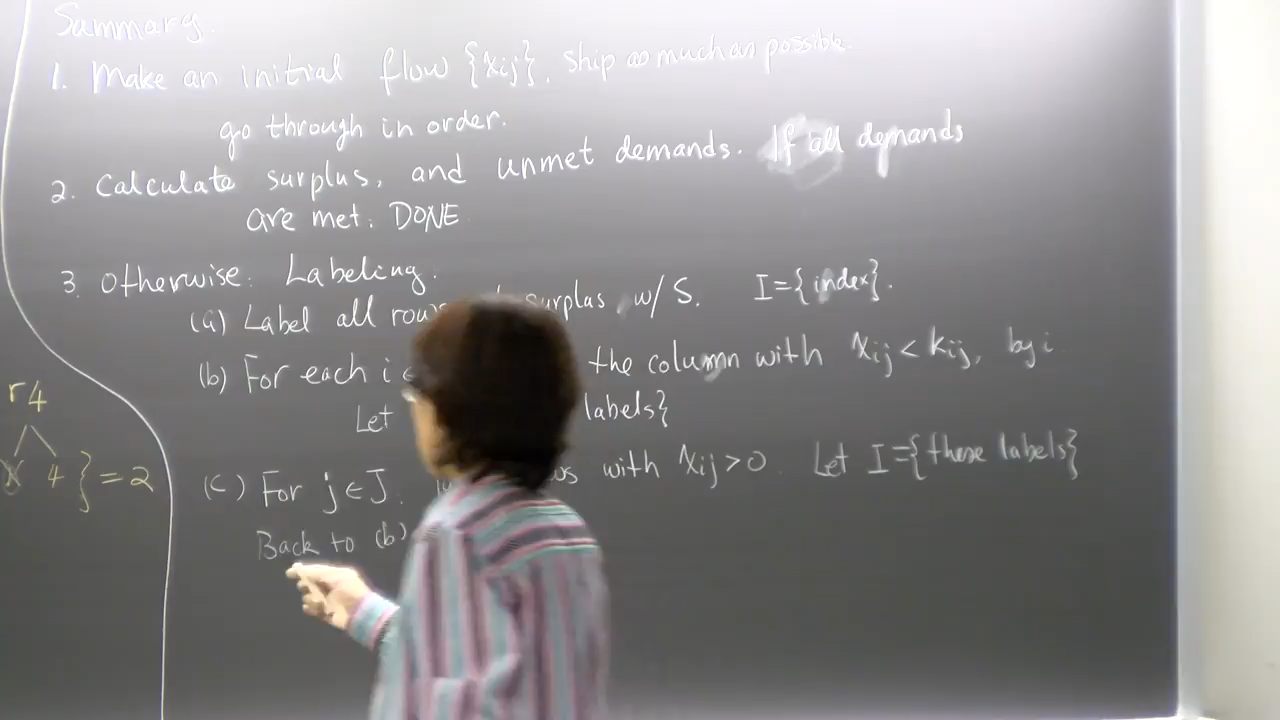 Summary.
1. Make an initial flow {xij}. Ship as much as possible.
go through in order.
2. Calculate surplus, and unmet demands. If all demands
are met: DONE
3. Otherwise: Labeling.
(a) Label all rows surplas w/ S. I={index}.
(b) For each i ∈ the column with xij < kij, by i
Let labels}
(c) For j∈J. with xij>0. Let I={these labels}
Back to (b)
r4
4} = 2